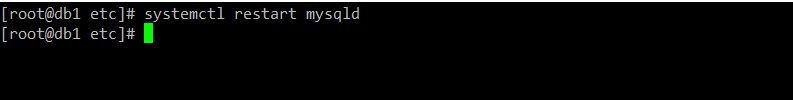 [root@db1 etc]# systemctl restart mysqld
[root@db1 etc]#